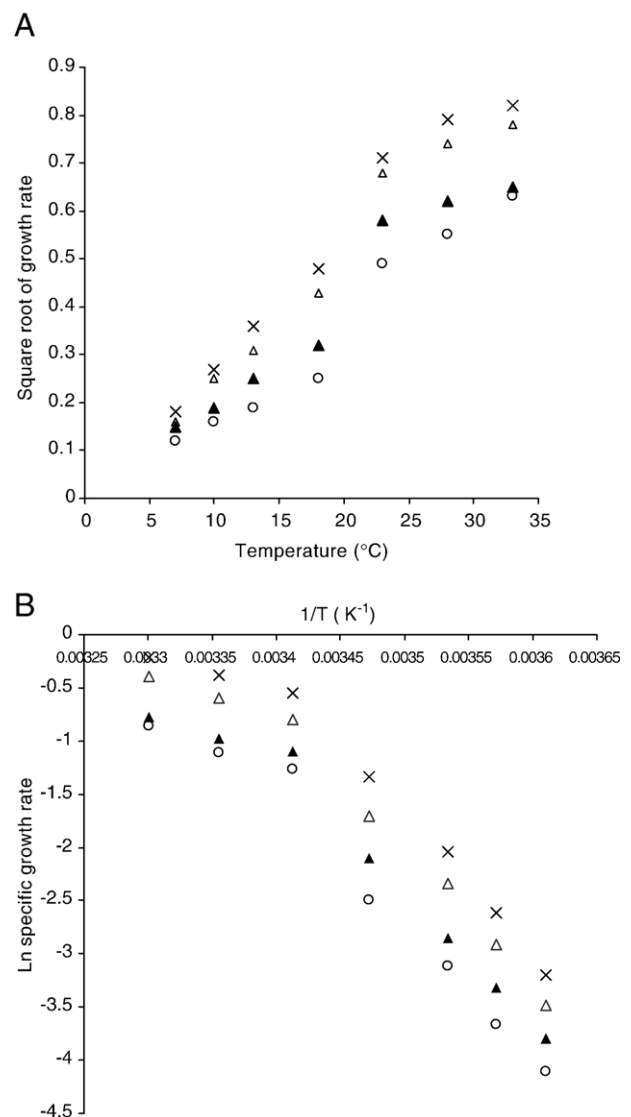 A
Square root of growth rate
0.9
0.8
0.7
0.6
0.5
0.4
0.3
0.2
0.1
0
0 5 10 15 20 25 30 35
Temperature (°C)
B
1/T ( K-1)
Ln specific growth rate
0
0.00325 0.0033 0.00335 0.0034 0.00345 0.0035 0.00355 0.0036 0.00365
-0.5
-1
-1.5
-2
-2.5
-3
-3.5
-4
-4.5